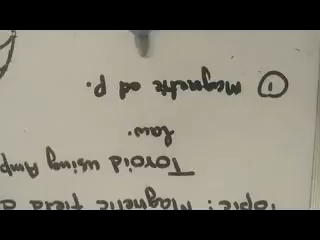 Topic: Magnetic field
Toroid using Amp
law.
① Magnetic at P.